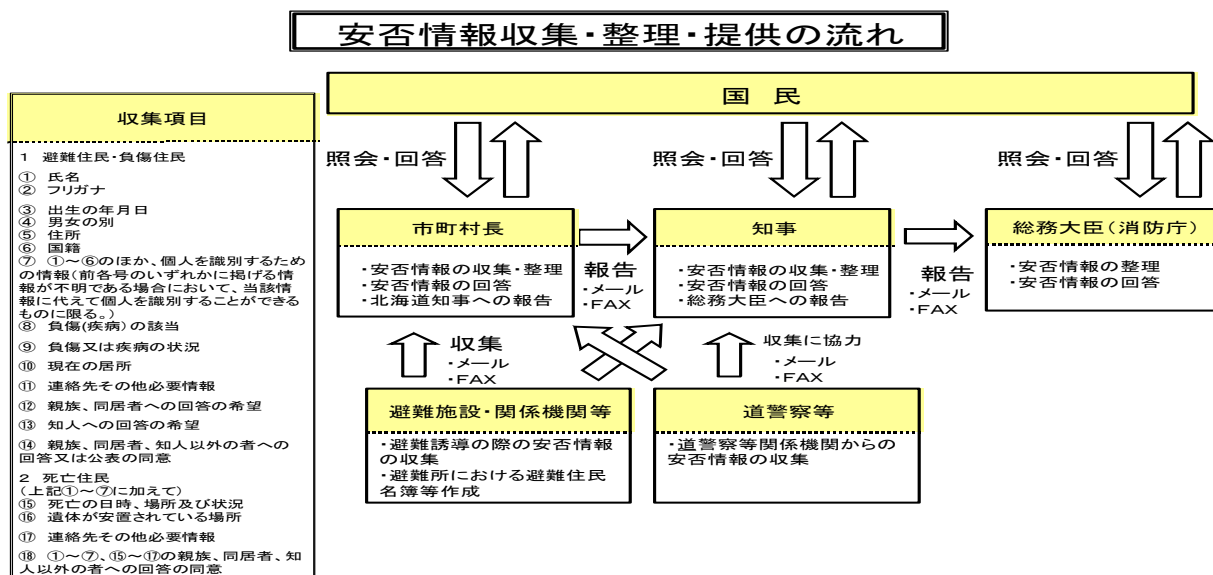 安否情報収集・整理・提供の流れ
国 民
収集項目
1 避難住民・負傷住民
① 氏名
② フリガナ
③ 出生の年月日
④ 男女の別
⑤ 住所
⑥ 国籍
⑦ ①～⑥のほか、個人を識別するため
の情報(前各号のいずれかに掲げる情
報が不明である場合において、当該情
報に代えて個人を識別することができる
ものに限る。)
⑧ 負傷(疾病)の該当
⑨ 負傷又は疾病の状況
⑩ 現在の居所
⑪ 連絡先その他必要情報
⑫ 親族、同居者への回答の希望
⑬ 知人への回答の希望
⑭ 親族、同居者、知人以外の者への
回答又は公表の同意
2 死亡住民
(上記①～⑦に加えて)
⑮ 死亡の日時、場所及び状況
⑯ 遺体が安置されている場所
⑰ 連絡先その他必要情報
⑱ ①～⑦、⑮～⑰の親族、同居者、知
人以外の者への回答の同意
照会・回答
照会・回答
照会・回答
市町村長
・安否情報の収集・整理
・安否情報の回答
・北海道知事への報告
報告
・メール
・FAX
知事
・安否情報の収集・整理
・安否情報の回答
・総務大臣への報告
報告
・メール
・FAX
総務大臣(消防庁)
・安否情報の整理
・安否情報の回答
収集
・メール
・FAX
収集に協力
・メール
・FAX
避難施設・関係機関等
・避難誘導の際の安否情報
の収集
・避難所における避難住民
名簿等作成
道警察等
・道警察等関係機関からの
安否情報の収集